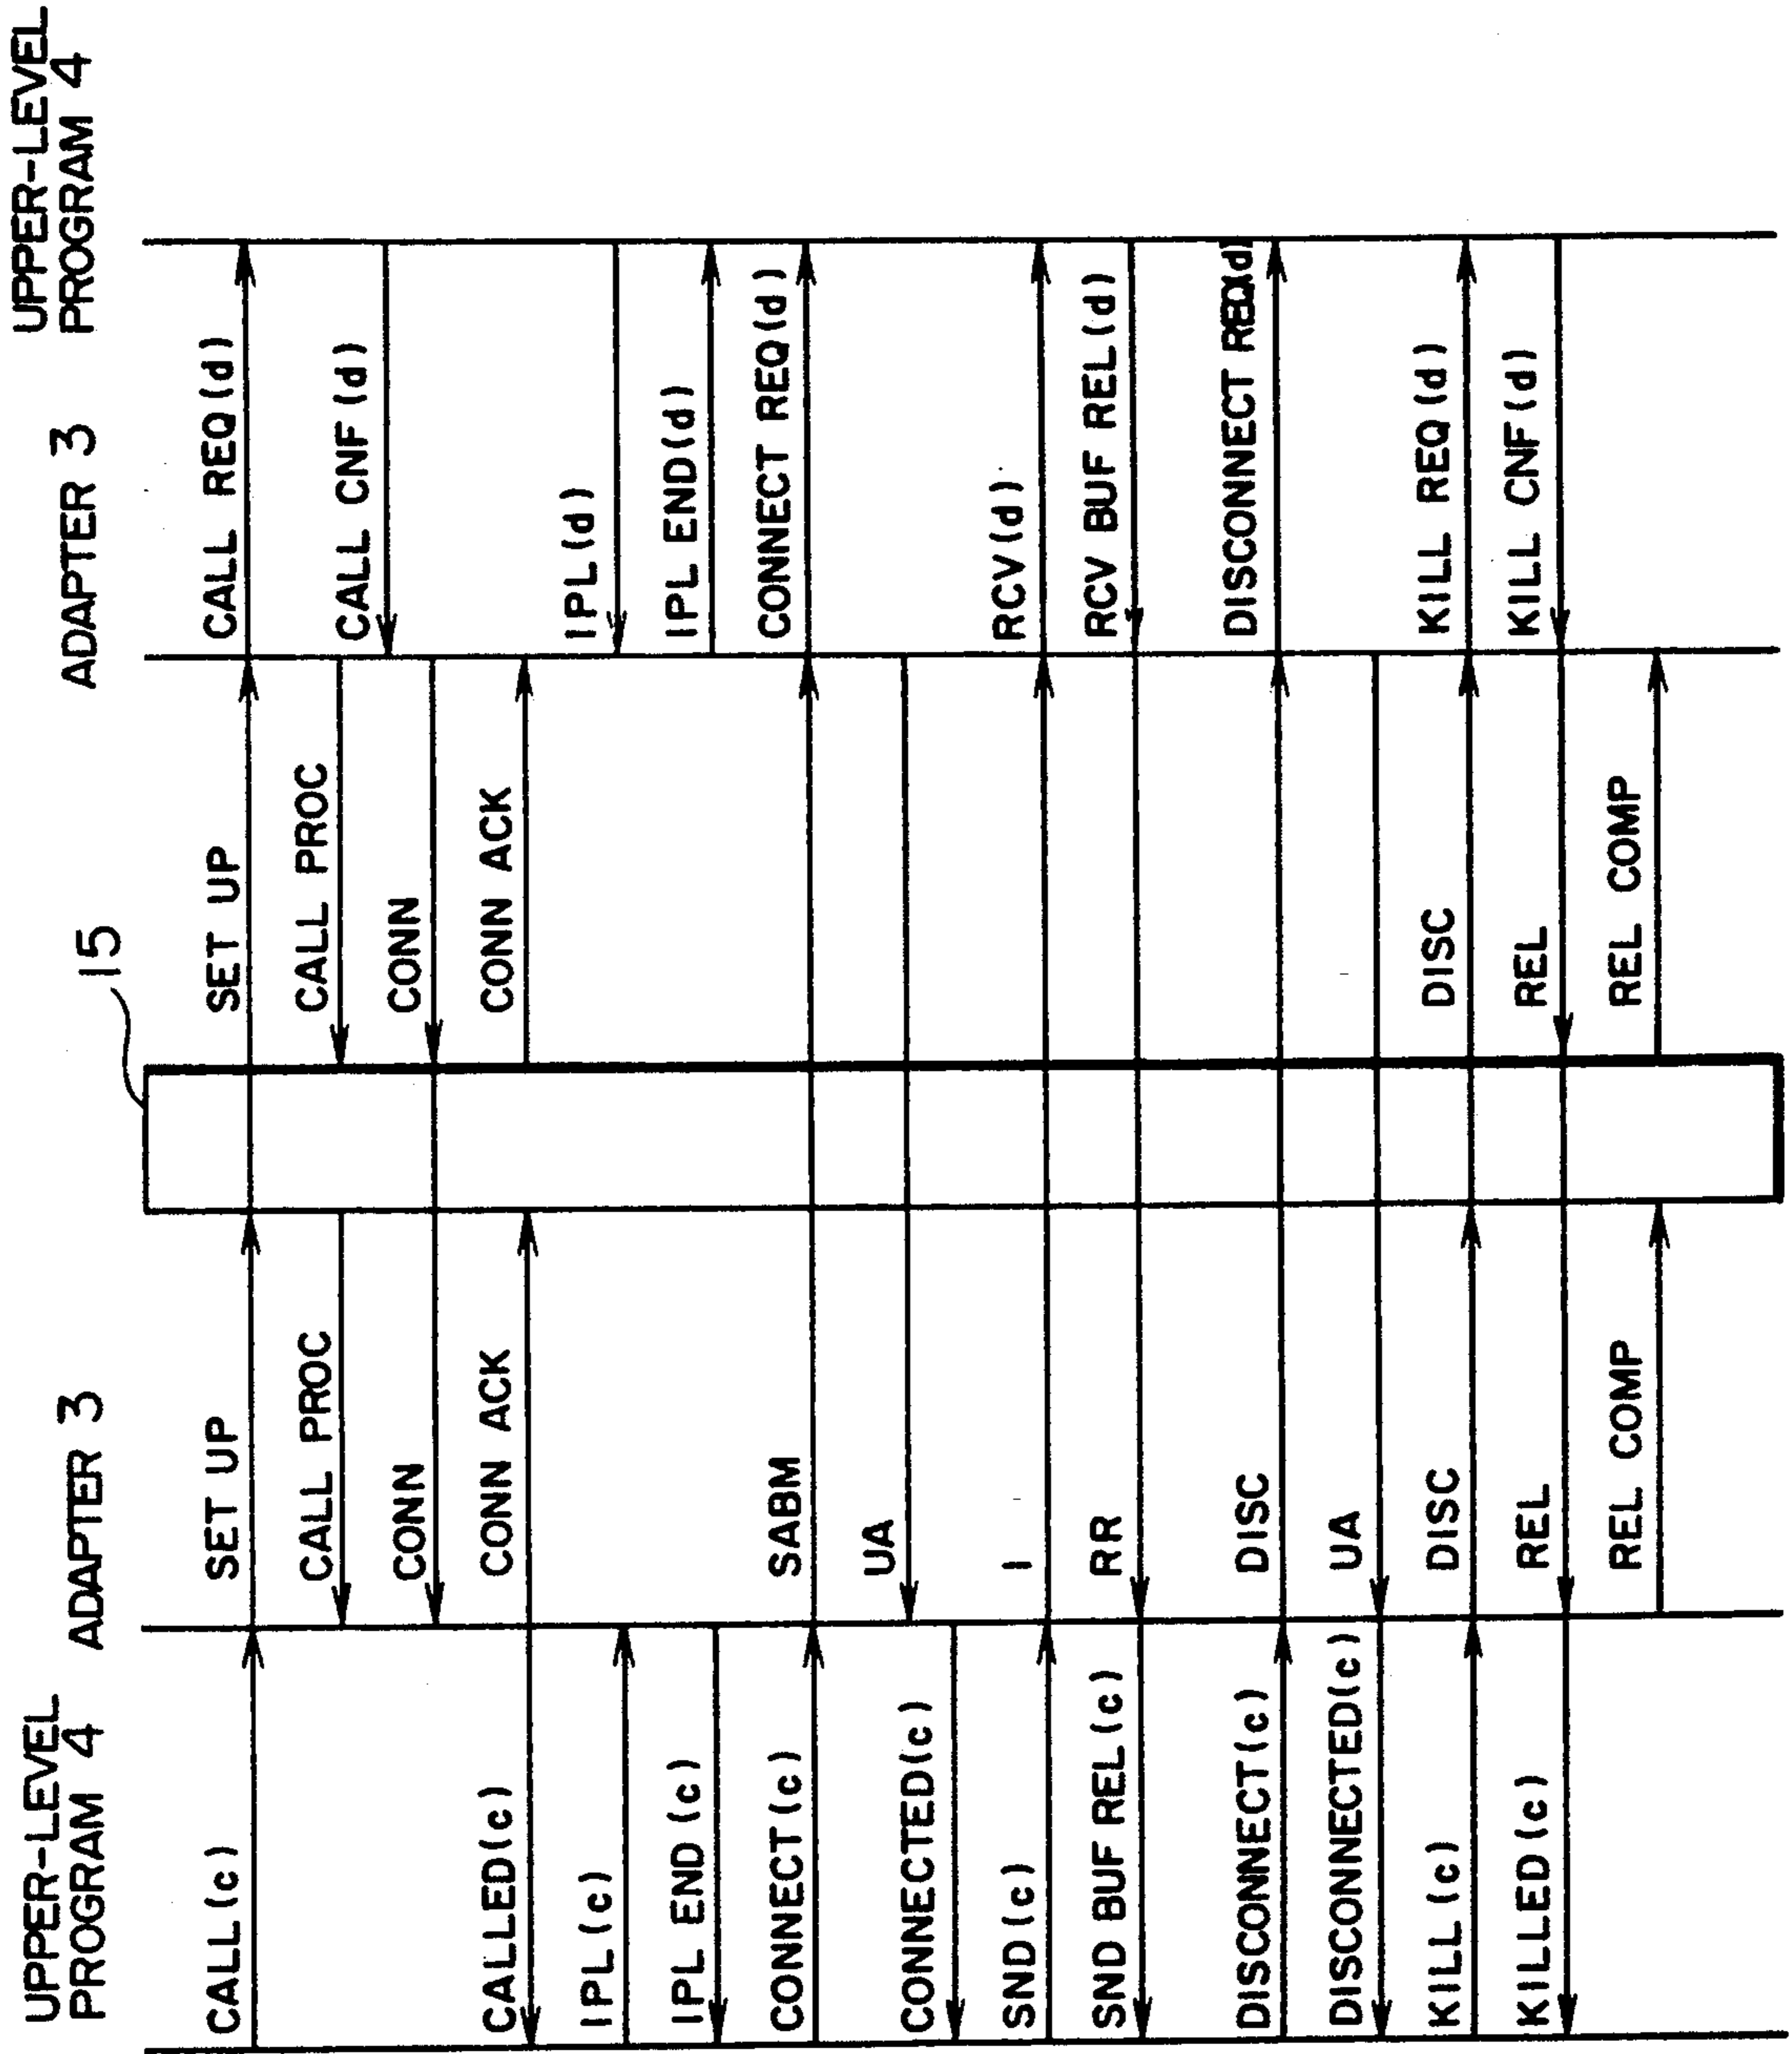 UPPER-LEVEL
PROGRAM 4
ADAPTER 3
15
ADAPTER 3
UPPER-LEVEL
PROGRAM 4
CALL(c)
SET UP
SET UP
CALL REQ(d)
CALL PROC
CALL PROC
CALL CNF(d)
CONN
CONN
CALLED(c)
CONN ACK
CONN ACK
IPL(c)
IPL(d)
IPL END(c)
IPL END(d)
CONNECT(c)
SABM
CONNECT REQ(d)
UA
CONNECTED(c)
SND(c)
I
RCV(d)
SND BUF REL(c)
RR
RCV BUF REL(d)
DISCONNECT(c)
DISC
DISCONNECT REQ(d)
DISCONNECTED(c)
UA
KILL(c)
DISC
DISC
KILL REQ(d)
KILLED(c)
REL
REL
KILL CNF(d)
REL COMP
REL COMP